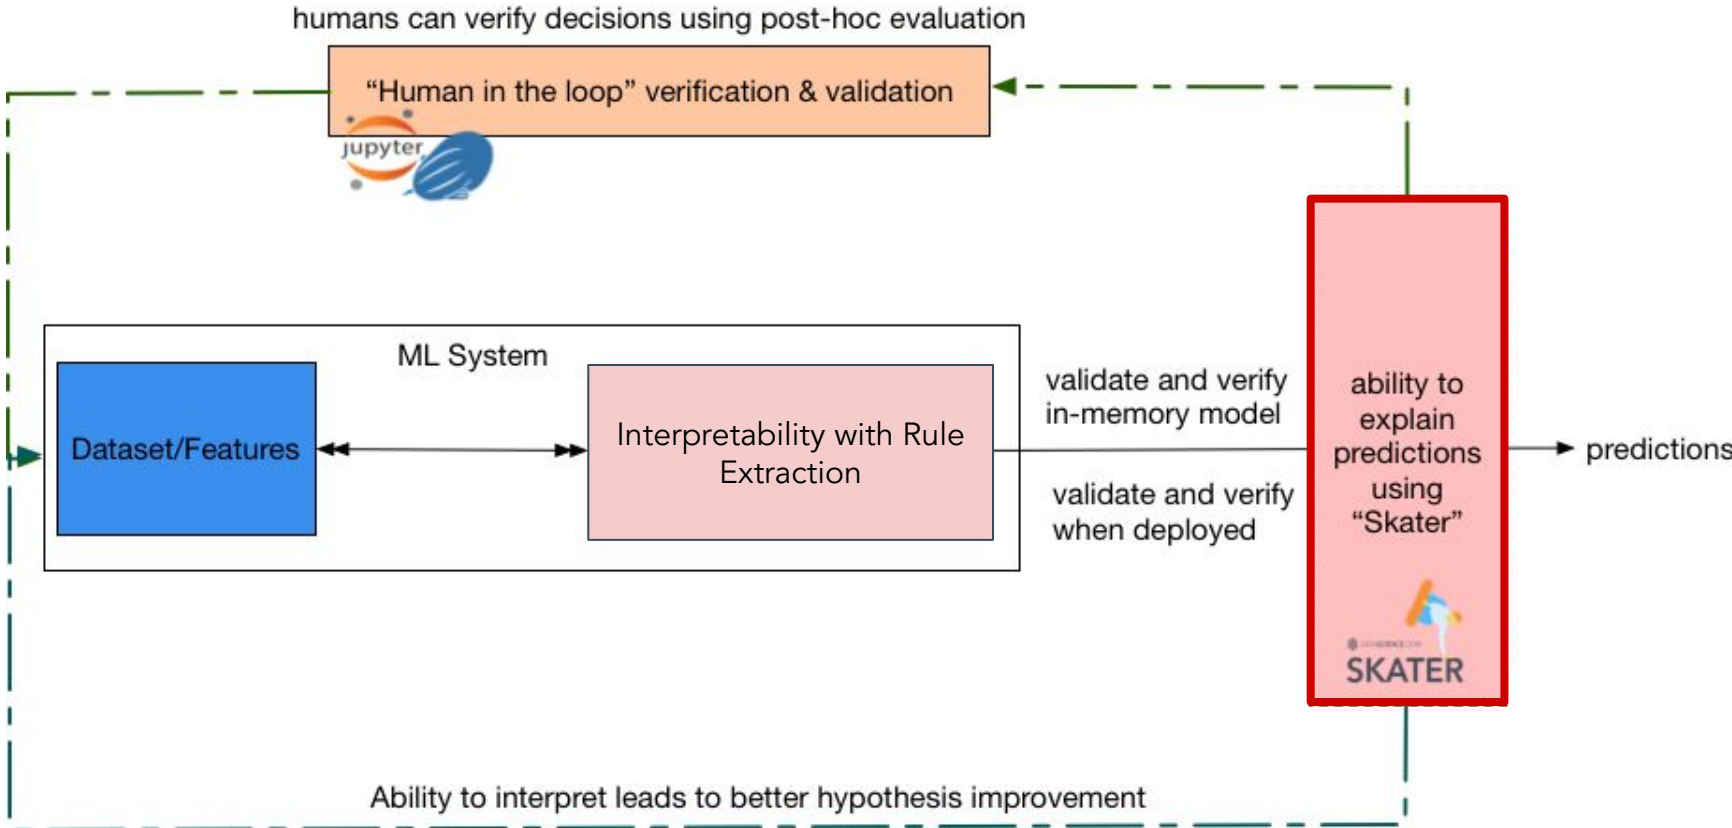 humans can verify decisions using post-hoc evaluation
“Human in the loop” verification & validation
jupyter
ML System
Dataset/Features
Interpretability with Rule
Extraction
validate and verify
in-memory model
validate and verify
when deployed
ability to
explain
predictions
using
“Skater”
SKATER
predictions
Ability to interpret leads to better hypothesis improvement